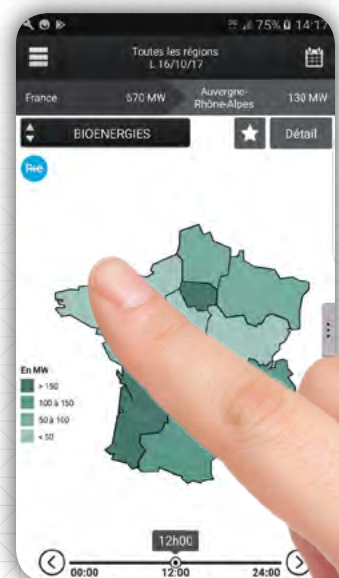 75% 14:17
Toutes les régions
L 16/10/17
France 570 MW Auvergne-
Rhône-Alpes 130 MW
BIOENERGIES Détail
Rte
En MW
> 150
100 à 150
50 à 100
< 50
12h00
00:00 12:00 24:00